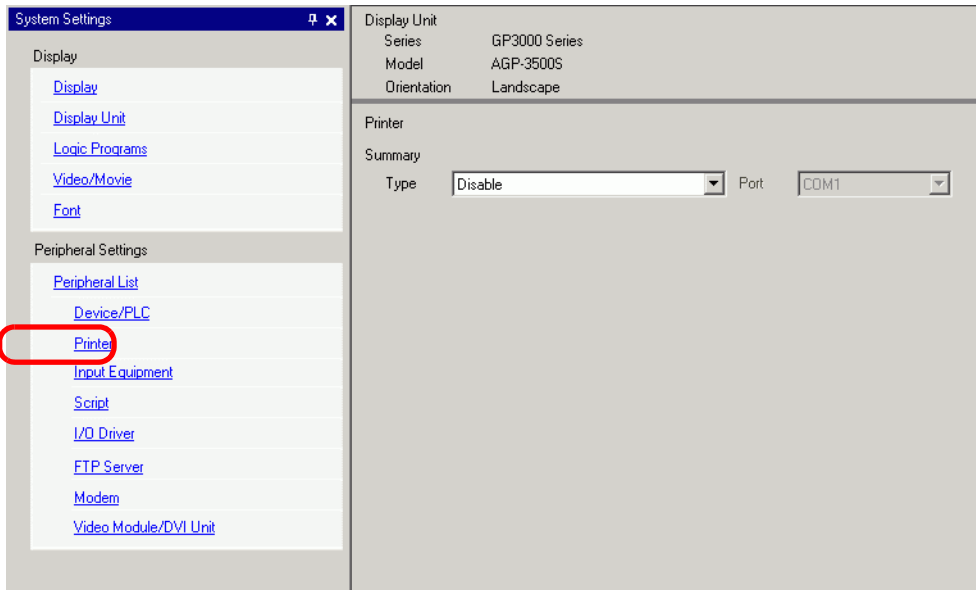 System Settings
Display
Display
Display Unit
Logic Programs
Video/Movie
Font
Peripheral Settings
Peripheral List
Device/PLC
Printer
Input Equipment
Script
I/O Driver
FTP Server
Modem
Video Module/DVI Unit
Display Unit
Series GP3000 Series
Model AGP-3500S
Orientation Landscape
Printer
Summary
Type Disable Port COM1